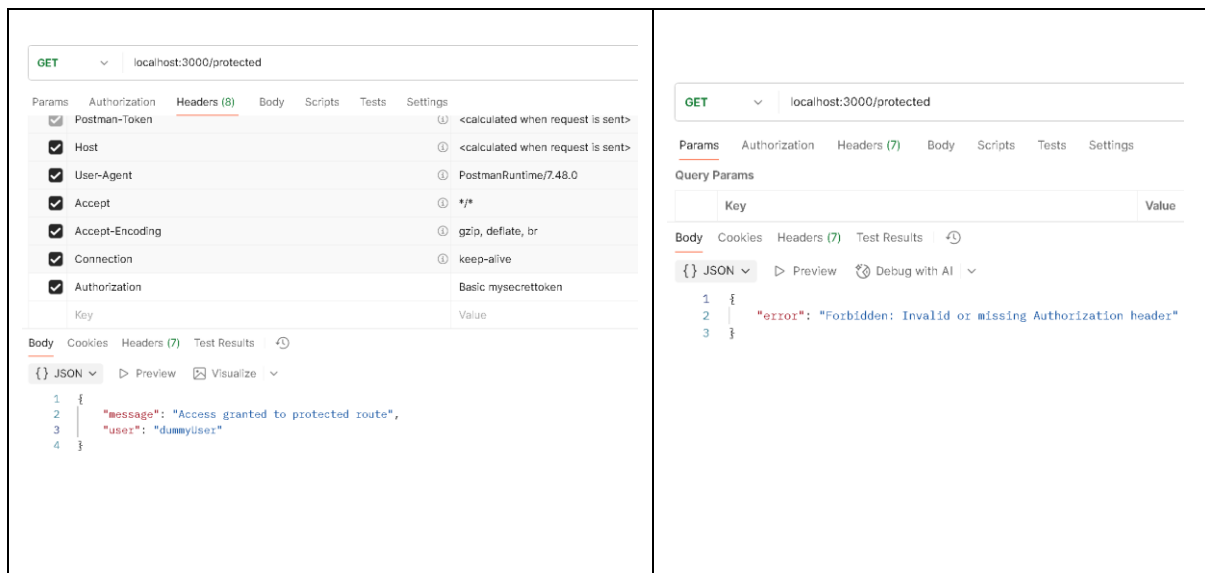 GET localhost:3000/protected
Params Authorization Headers (8) Body Scripts Tests Settings
Postman-Token <calculated when request is sent>
Host <calculated when request is sent>
User-Agent PostmanRuntime/7.48.0
Accept */*
Accept-Encoding gzip, deflate, br
Connection keep-alive
Authorization Basic mysecrettoken
Key Value
Body Cookies Headers (7) Test Results
{} JSON Preview Visualize
1 {
2 "message": "Access granted to protected route",
3 "user": "dummyUser"
4 }
GET localhost:3000/protected
Params Authorization Headers (7) Body Scripts Tests Settings
Query Params
Key Value
Body Cookies Headers (7) Test Results
{} JSON Preview Debug with AI
1 {
2 "error": "Forbidden: Invalid or missing Authorization header"
3 }